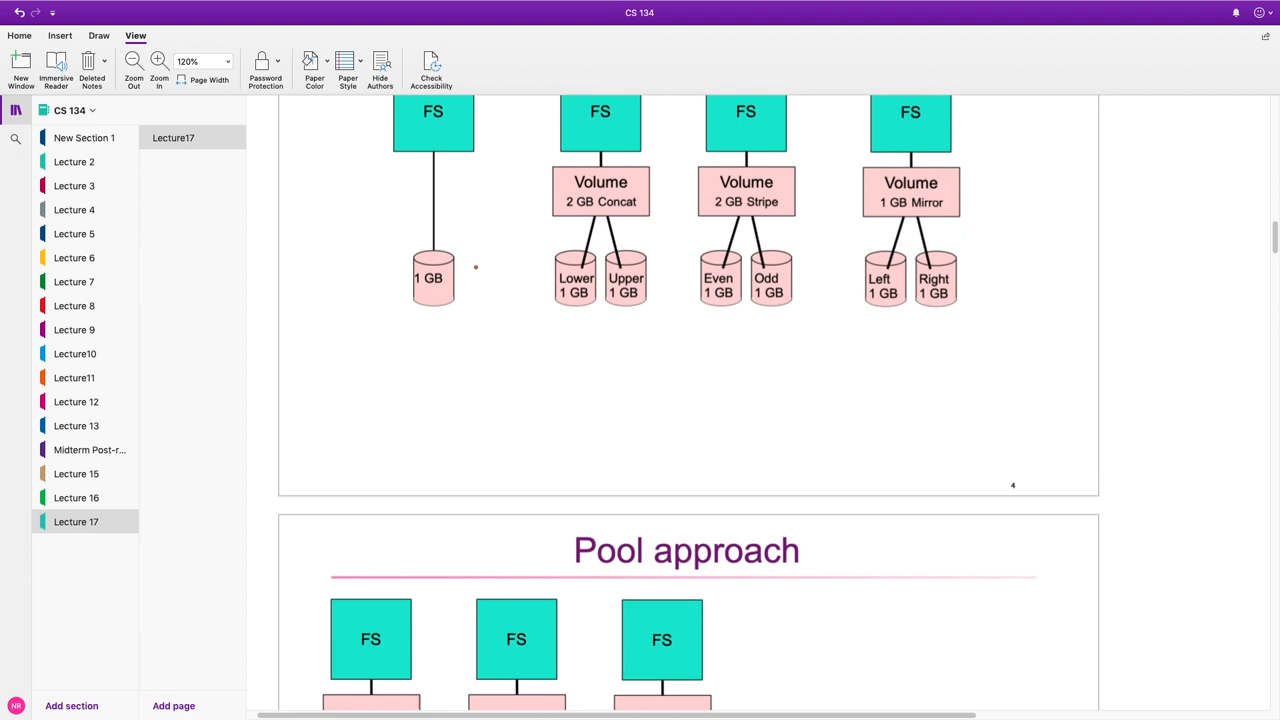 CS 134
Home Insert Draw View
New Window
Immersive Reader
Deleted Notes
Zoom Out
Zoom In
120%
Page Width
Password Protection
Paper Color
Paper Style
Hide Authors
Check Accessibility
CS 134
New Section 1
Lecture 2
Lecture 3
Lecture 4
Lecture 5
Lecture 6
Lecture 7
Lecture 8
Lecture 9
Lecture10
Lecture11
Lecture 12
Lecture 13
Midterm Post-r...
Lecture 15
Lecture 16
Lecture 17
Lecture17
NR
Add section
Add page
FS FS FS FS
Volume
2 GB Concat
Volume
2 GB Stripe
Volume
1 GB Mirror
1 GB
Lower
1 GB
Upper
1 GB
Even
1 GB
Odd
1 GB
Left
1 GB
Right
1 GB
4
Pool approach
FS FS FS